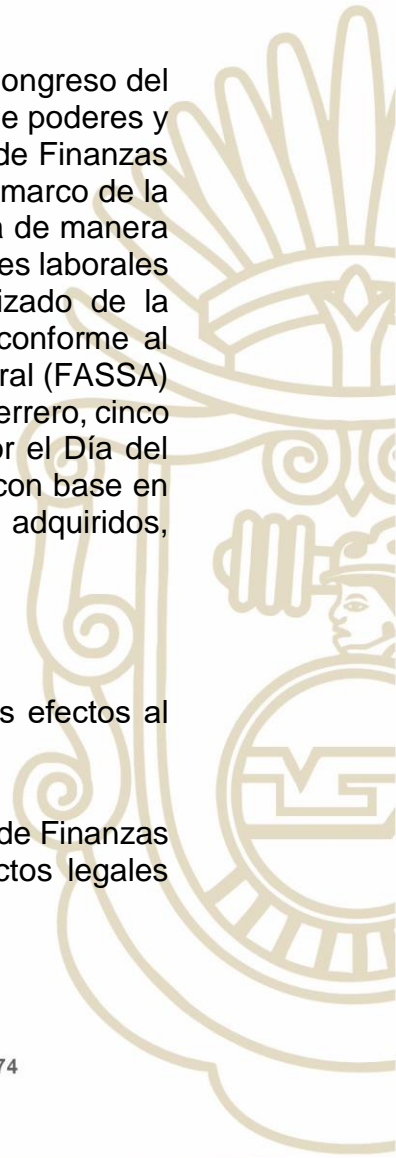 ongreso del
e poderes y
de Finanzas
marco de la
a de manera
es laborales
izado de la
conforme al
ral (FASSA)
errero, cinco
or el Día del
con base en
adquiridos,
s efectos al
de Finanzas
ctos legales
74